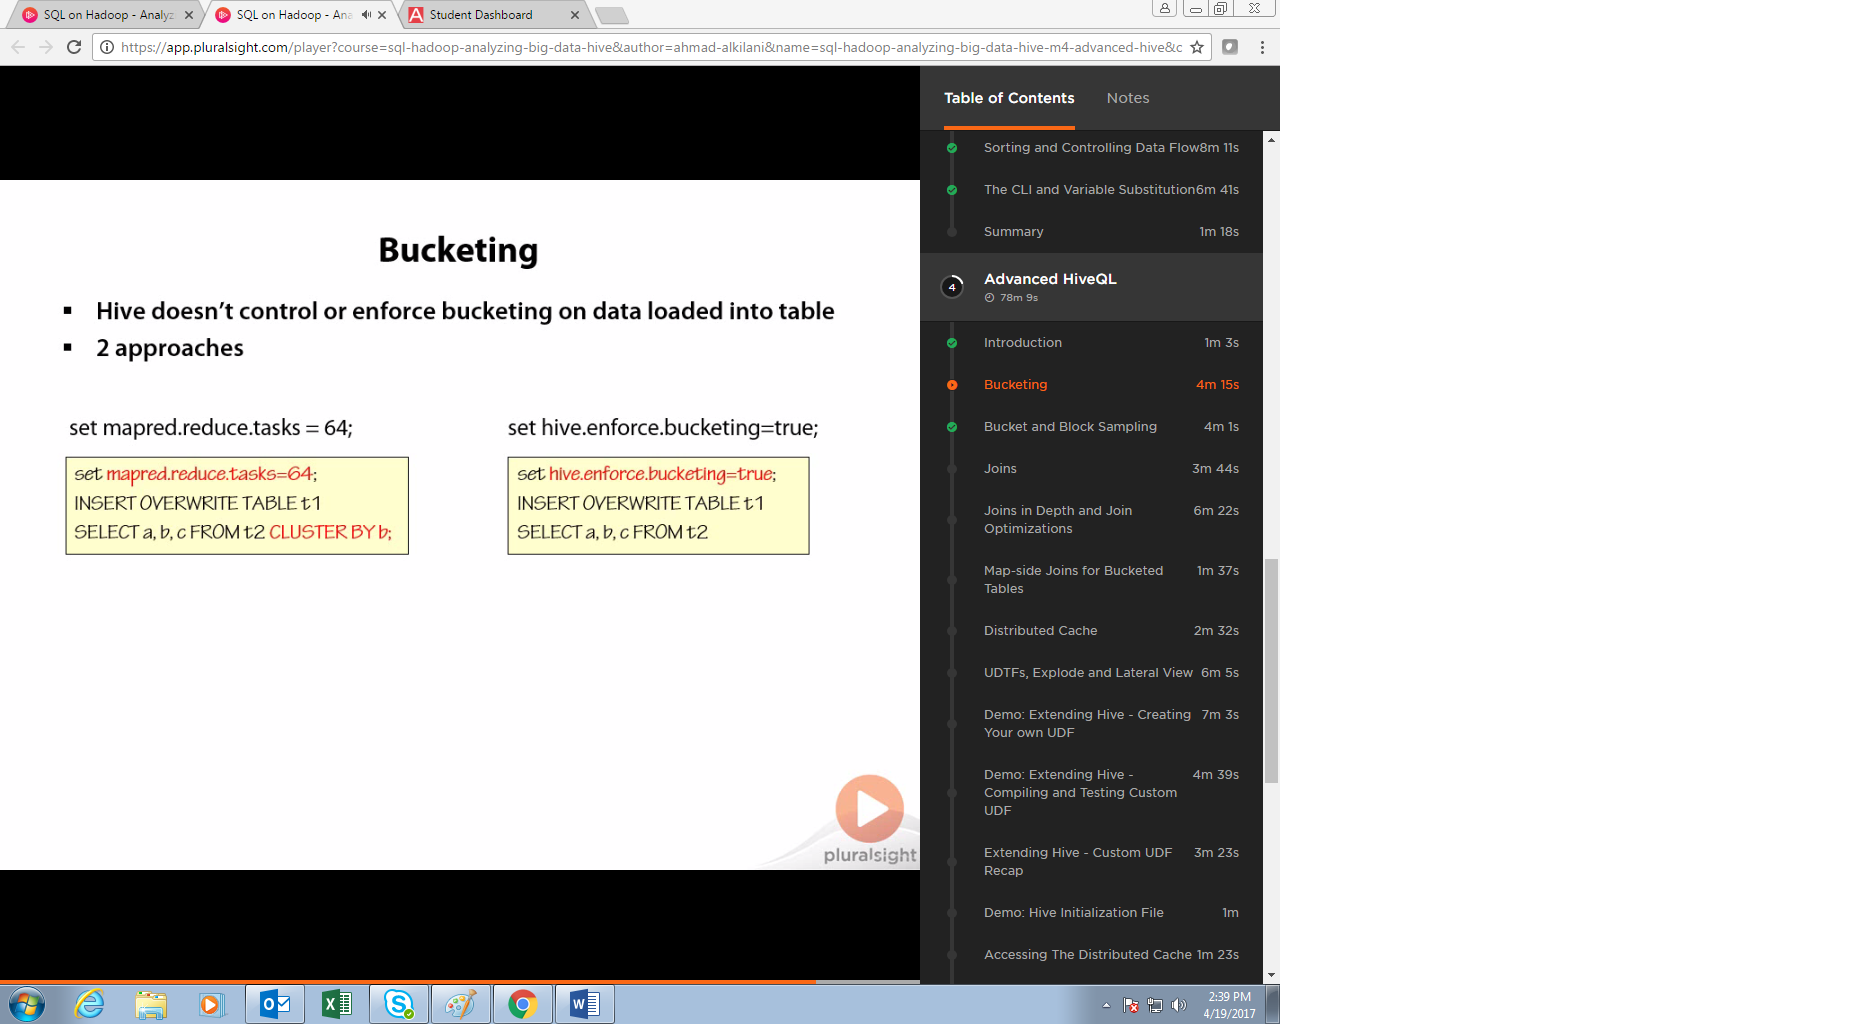 SQL on Hadoop - Analyz
SQL on Hadoop - Ana
Student Dashboard
https://app.pluralsight.com/player?course=sql-hadoop-analyzing-big-data-hive&author=ahmad-alkilani&name=sql-hadoop-analyzing-big-data-hive-m4-advanced-hive&c
Bucketing
Hive doesn't control or enforce bucketing on data loaded into table
2 approaches
set mapred.reduce.tasks = 64;
set mapred.reduce.tasks=64;
INSERT OVERWRITE TABLE t1
SELECT a, b, c FROM t2 CLUSTER BY b;
set hive.enforce.bucketing=true;
set hive.enforce.bucketing=true;
INSERT OVERWRITE TABLE t1
SELECT a, b, c FROM t2
pluralsight
Table of Contents Notes
Sorting and Controlling Data Flow8m 11s
The CLI and Variable Substitution6m 41s
Summary 1m 18s
4 Advanced HiveQL
78m 9s
Introduction 1m 3s
Bucketing 4m 15s
Bucket and Block Sampling 4m 1s
Joins 3m 44s
Joins in Depth and Join 6m 22s
Optimizations
Map-side Joins for Bucketed 1m 37s
Tables
Distributed Cache 2m 32s
UDTFs, Explode and Lateral View 6m 5s
Demo: Extending Hive - Creating 7m 3s
Your own UDF
Demo: Extending Hive - 4m 39s
Compiling and Testing Custom
UDF
Extending Hive - Custom UDF 3m 23s
Recap
Demo: Hive Initialization File 1m
Accessing The Distributed Cache 1m 23s
2:39 PM
4/19/2017